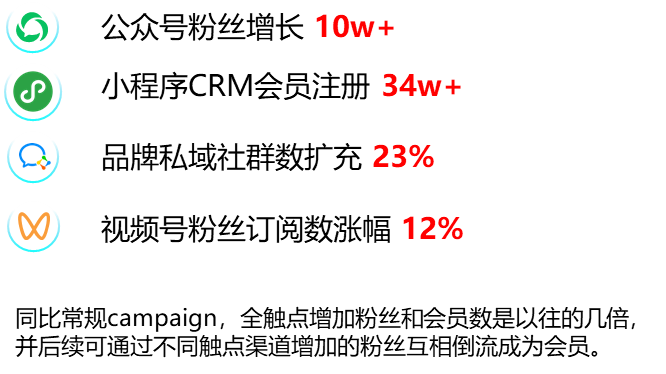 公众号粉丝增长 10w+
小程序CRM会员注册 34w+
品牌私域社群数扩充 23%
视频号粉丝订阅数涨幅 12%
同比常规campaign，全触点增加粉丝和会员数是以往的几倍，
并后续可通过不同触点渠道增加的粉丝互相倒流成为会员。